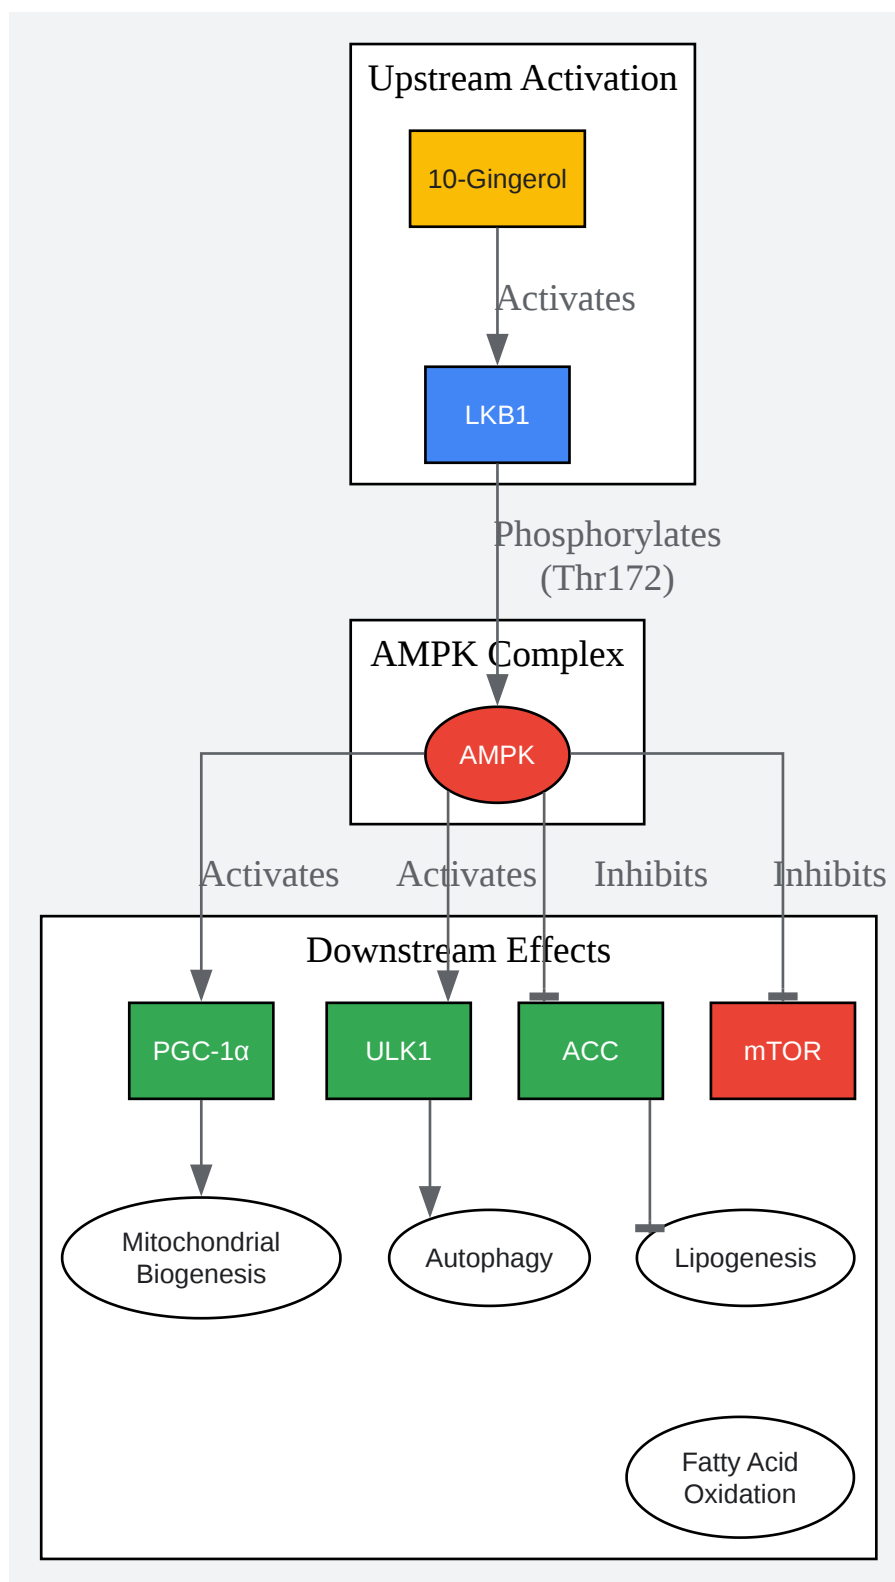 Upstream Activation
10-Gingerol
Activates
LKB1
Phosphorylates
(Thr172)
AMPK Complex
AMPK
Activates
Activates
Inhibits
Inhibits
Downstream Effects
PGC-1α
ULK1
ACC
mTOR
Mitochondrial
Biogenesis
Autophagy
Lipogenesis
Fatty Acid
Oxidation